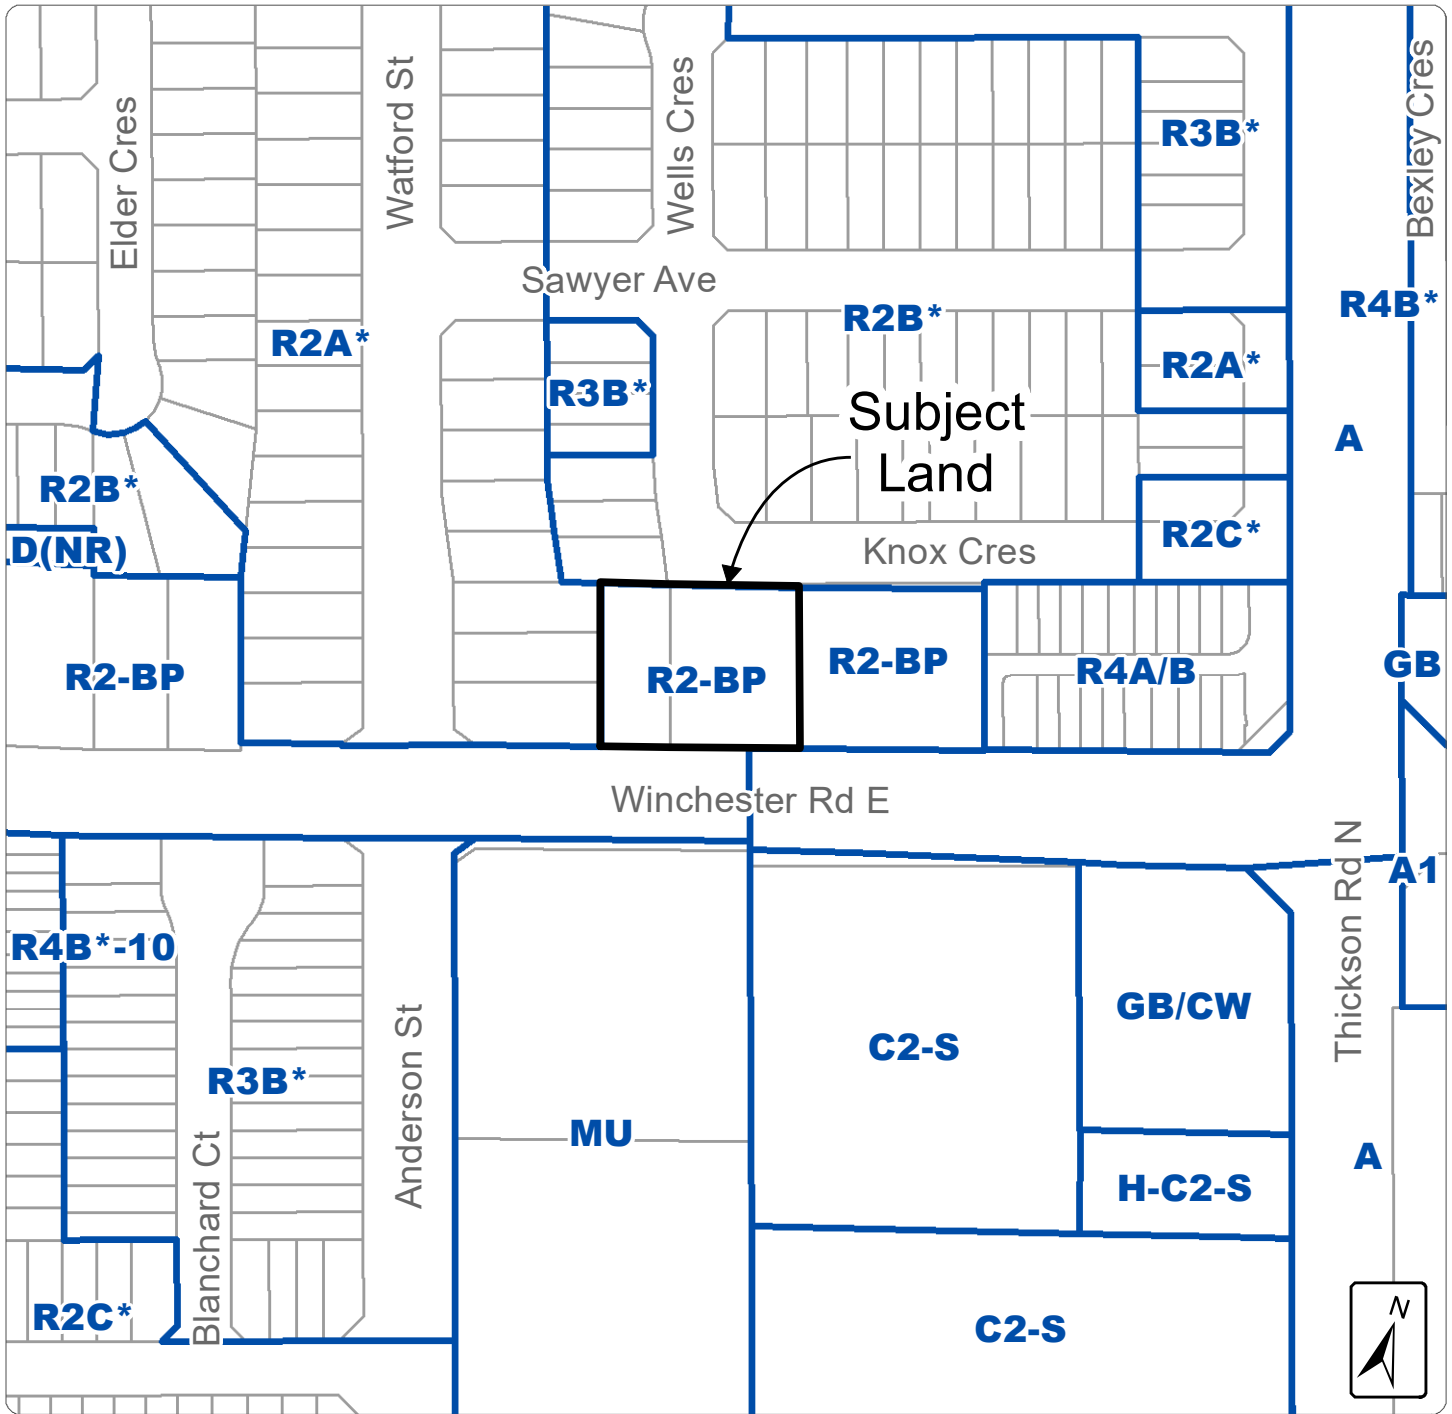 Elder Cres
Watford St
Wells Cres
Bexley Cres
R3B*
Sawyer Ave
R2A*
R2B*
R4B*
R3B*
R2A*
Subject
Land
A
R2B*
D(NR)
Knox Cres
R2C*
R2-BP
R2-BP
R2-BP
R4A/B
GB
Winchester Rd E
Thickson Rd N
A1
R4B*-10
GB/CW
C2-S
R3B*
Anderson St
MU
Blanchard Ct
A
H-C2-S
R2C*
C2-S
N